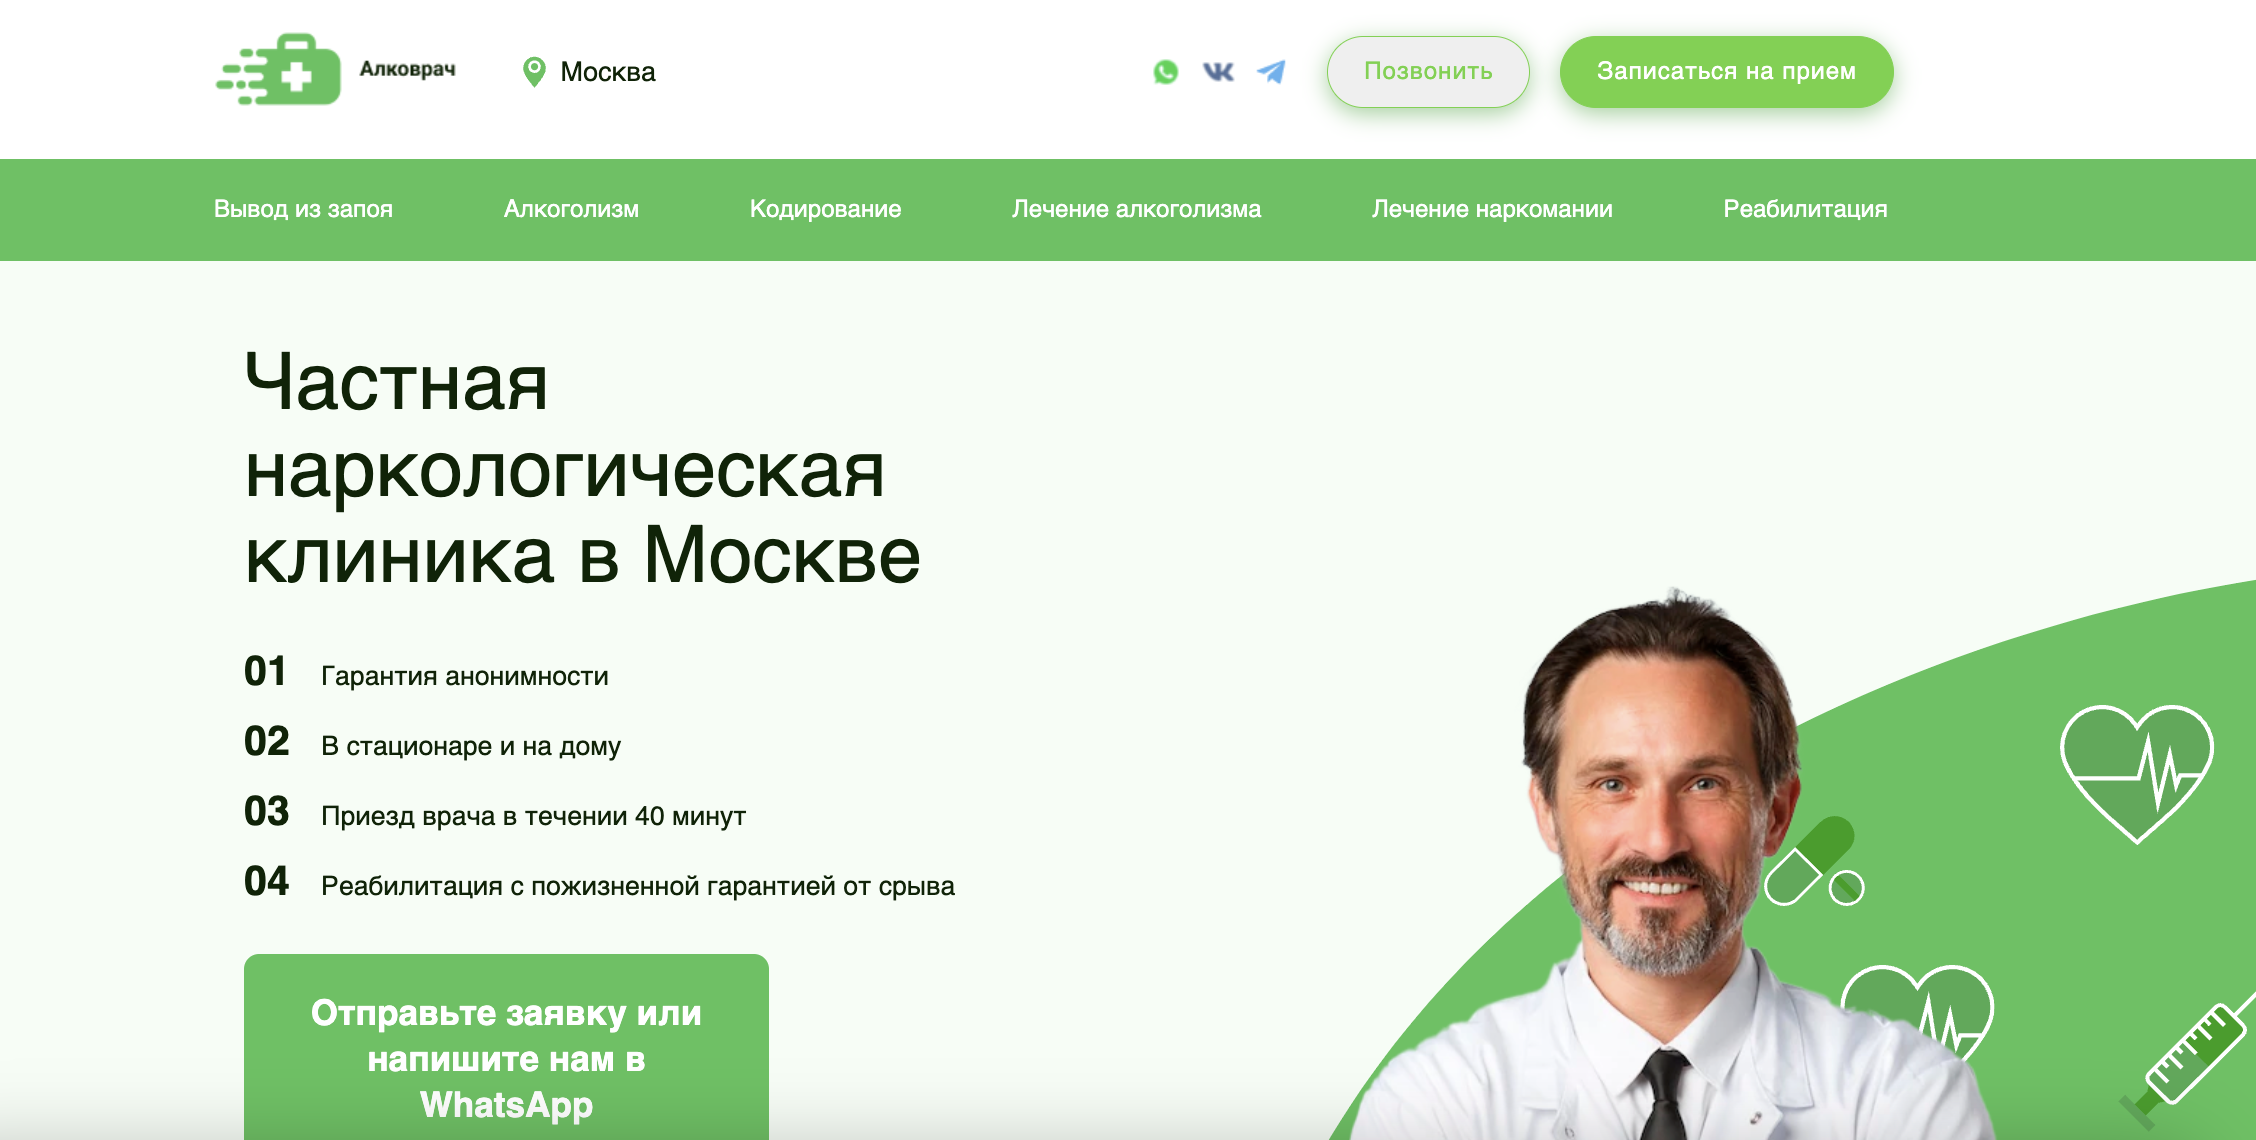 Алковрач
Москва
Позвонить
Записаться на прием
Вывод из запоя
Алкоголизм
Кодирование
Лечение алкоголизма
Лечение наркомании
Реабилитация
Частная
наркологическая
клиника в Москве
01 Гарантия анонимности
02 В стационаре и на дому
03 Приезд врача в течении 40 минут
04 Реабилитация с пожизненной гарантией от срыва
Отправьте заявку или
напишите нам в
WhatsApp